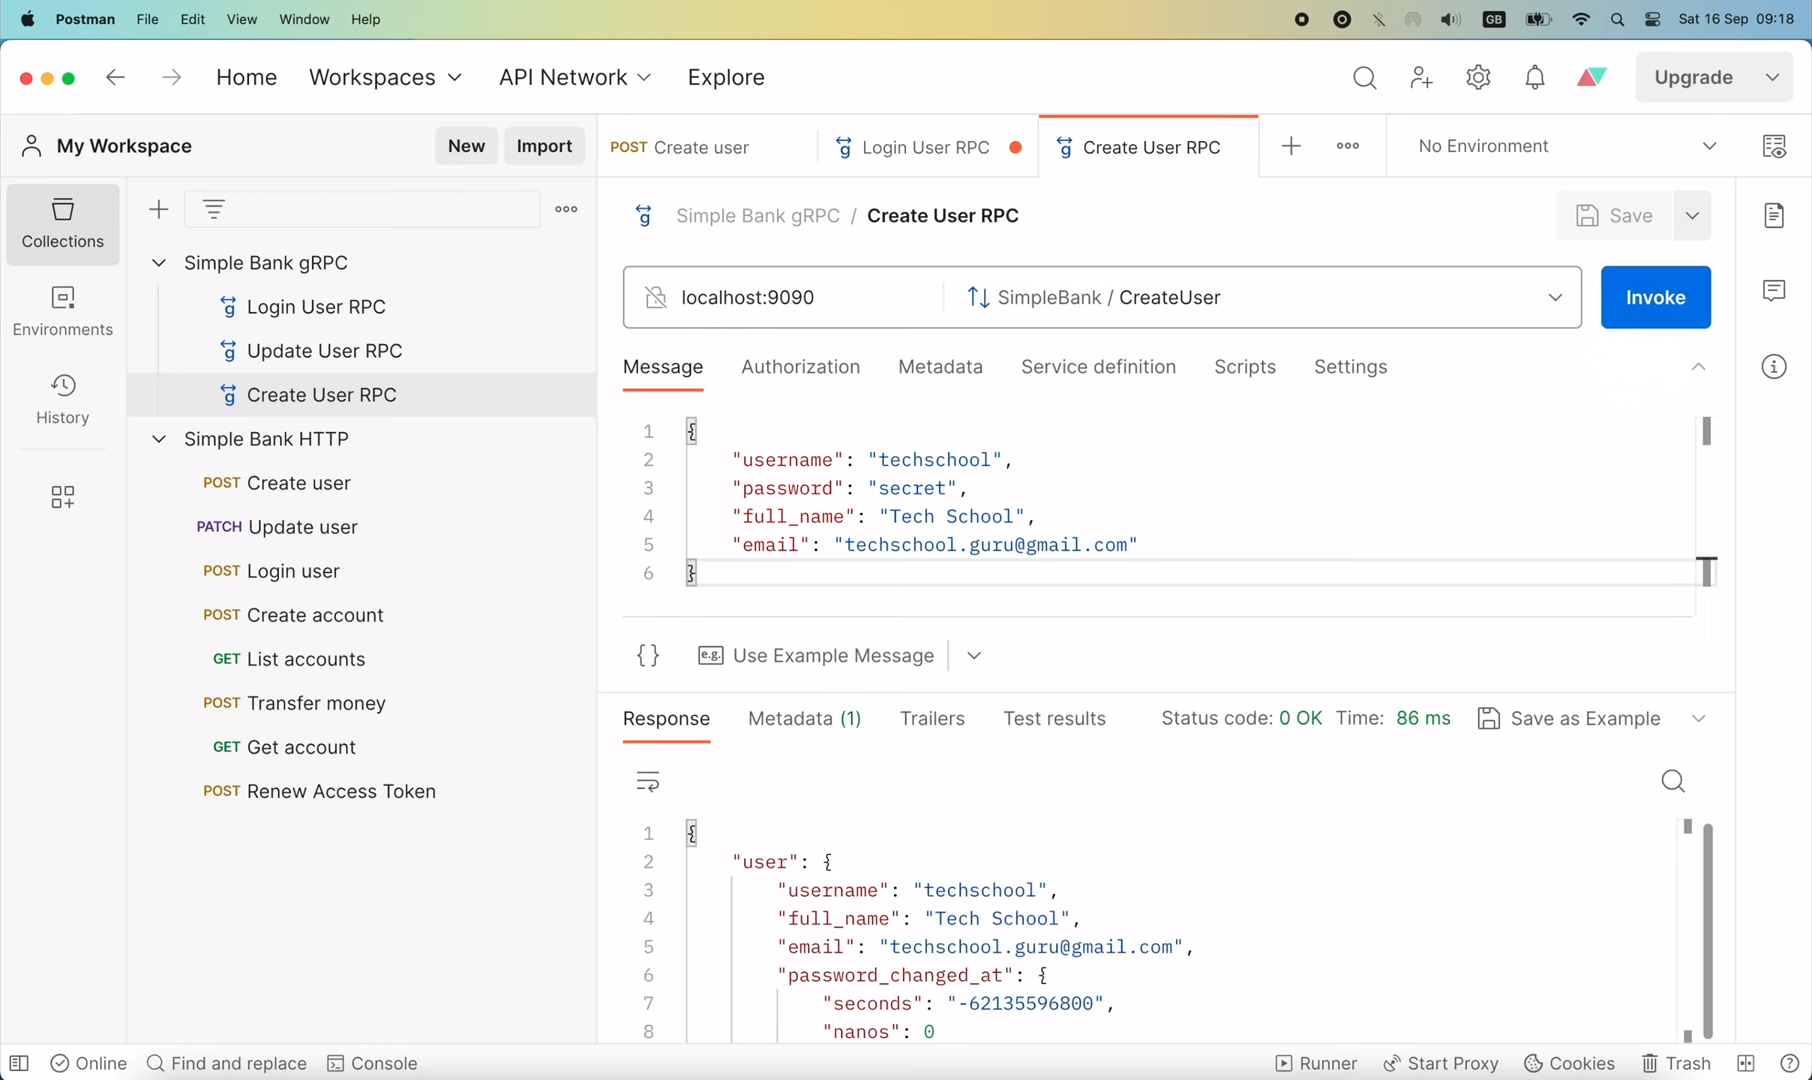 Postman File Edit View Window Help GB Sat 16 Sep 09:18
Home Workspaces API Network Explore Upgrade
My Workspace New Import POST Create user Login User RPC Create User RPC No Environment
Collections
Environments
History
Simple Bank gRPC
Login User RPC
Update User RPC
Create User RPC
Simple Bank HTTP
POST Create user
PATCH Update user
POST Login user
POST Create account
GET List accounts
POST Transfer money
GET Get account
POST Renew Access Token
Simple Bank gRPC / Create User RPC Save
localhost:9090 SimpleBank / CreateUser Invoke
Message Authorization Metadata Service definition Scripts Settings
1 {
2 "username": "techschool",
3 "password": "secret",
4 "full_name": "Tech School",
5 "email": "techschool.guru@gmail.com"
6 }
{} e.g. Use Example Message
Response Metadata (1) Trailers Test results Status code: 0 OK Time: 86 ms Save as Example
1 {
2 "user": {
3 "username": "techschool",
4 "full_name": "Tech School",
5 "email": "techschool.guru@gmail.com",
6 "password_changed_at": {
7 "seconds": "-62135596800",
8 "nanos": 0
Online Find and replace Console Runner Start Proxy Cookies Trash